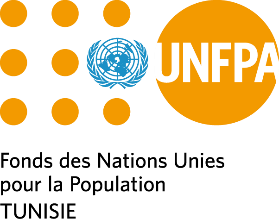 UNFPA
Fonds des Nations Unies
pour la Population
TUNISIE